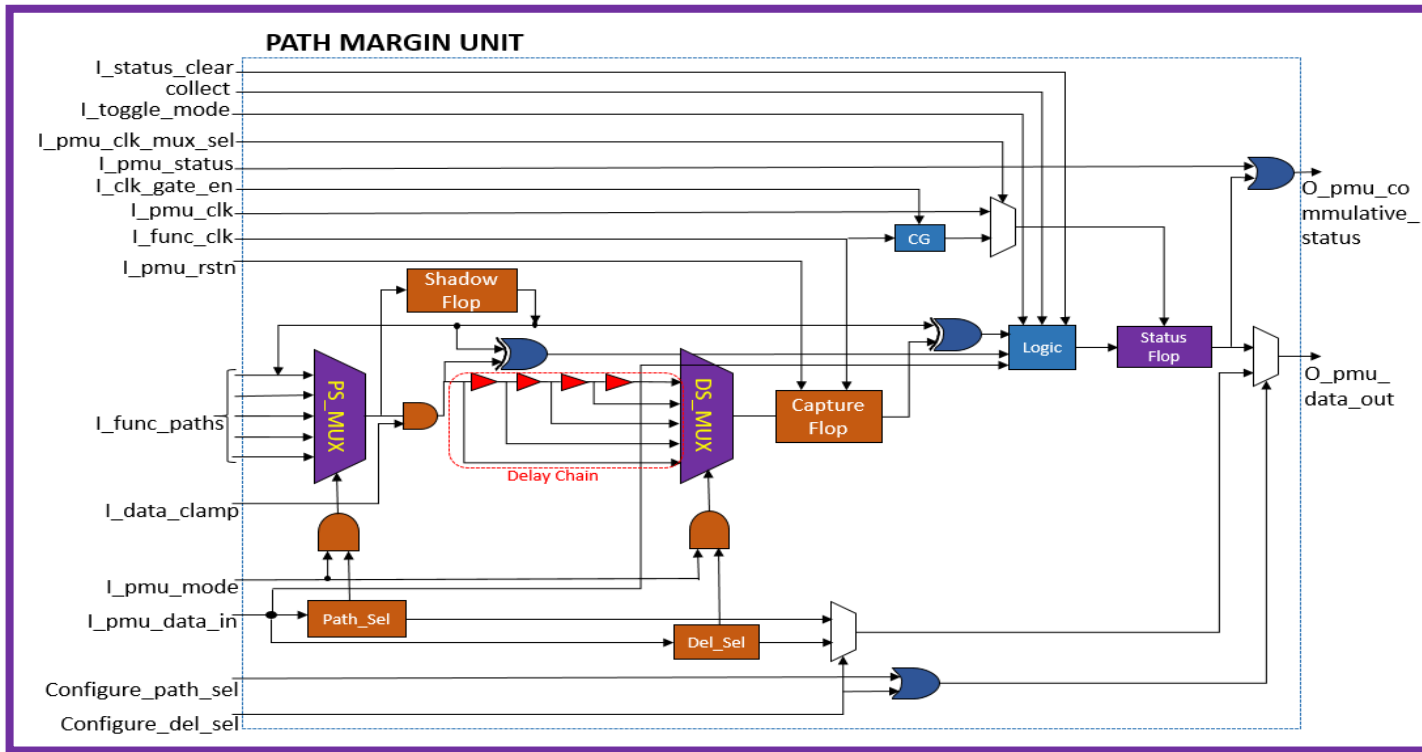 PATH MARGIN UNIT
I_status_clear
collect
I_toggle_mode
I_pmu_clk_mux_sel
I_pmu_status
I_clk_gate_en
I_pmu_clk
I_func_clk
I_pmu_rstn
CG
O_pmu_co
mmulative_
status
Shadow
Flop
Logic
Status
Flop
PS_MUX
DS_MUX
O_pmu_
data_out
Capture
Flop
I_func_paths
Delay Chain
I_data_clamp
I_pmu_mode
I_pmu_data_in
Path_Sel
Del_Sel
Configure_path_sel
Configure_del_sel